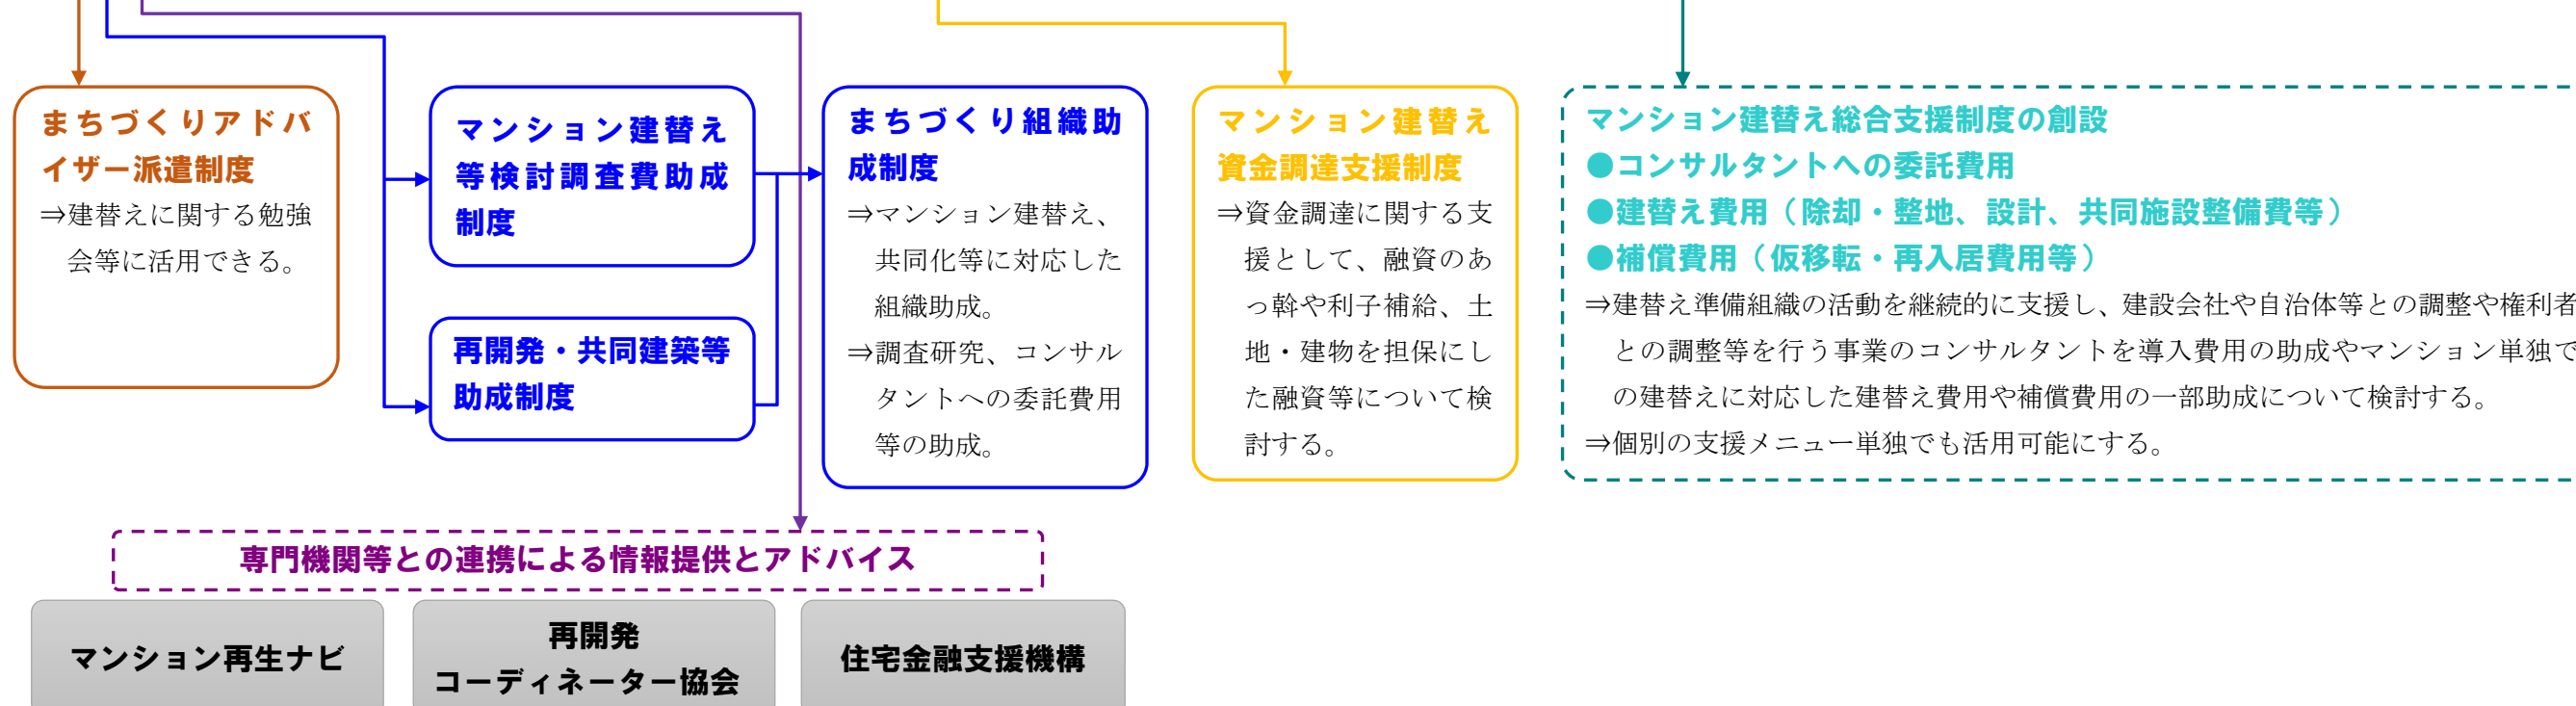 まちづくりアドバ
イザー派遣制度
⇒建替えに関する勉強
会等に活用できる。
マンション建替え
等検討調査費助成
制度
再開発・共同建築等
助成制度
まちづくり組織助
成制度
⇒マンション建替え、
共同化等に対応した
組織助成。
⇒調査研究、コンサル
タントへの委託費用
等の助成。
マンション建替え
資金調達支援制度
⇒資金調達に関する支
援として、融資のあ
っ斡や利子補給、土
地・建物を担保にし
た融資等について検
討する。
マンション建替え総合支援制度の創設
●コンサルタントへの委託費用
●建替え費用（除却・整地、設計、共同施設整備費等）
●補償費用（仮移転・再入居費用等）
⇒建替え準備組織の活動を継続的に支援し、建設会社や自治体等との調整や権利者
との調整等を行う事業のコンサルタントを導入費用の助成やマンション単独で
の建替えに対応した建替え費用や補償費用の一部助成について検討する。
⇒個別の支援メニュー単独でも活用可能にする。
専門機関等との連携による情報提供とアドバイス
マンション再生ナビ
再開発
コーディネーター協会
住宅金融支援機構